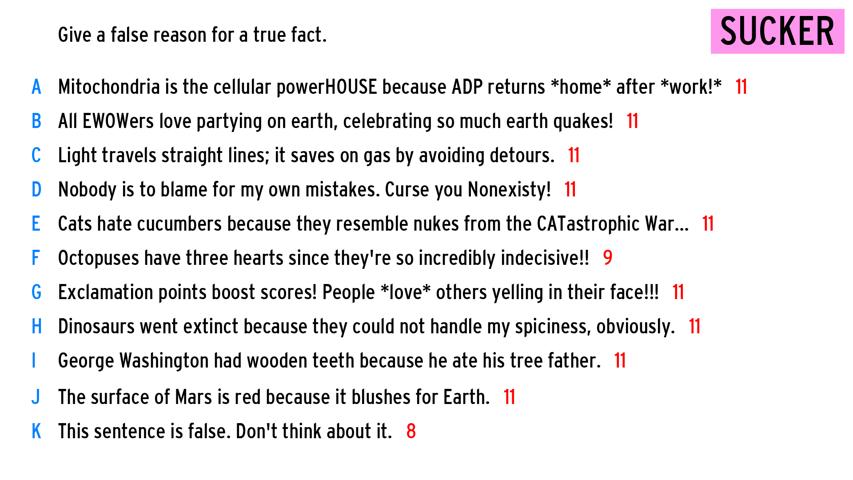 Give a false reason for a true fact.
SUCKER
A Mitochondria is the cellular powerHOUSE because ADP returns *home* after *work!* 11
B All EWOWers love partying on earth, celebrating so much earth quakes! 11
C Light travels straight lines; it saves on gas by avoiding detours. 11
D Nobody is to blame for my own mistakes. Curse you Nonexisty! 11
E Cats hate cucumbers because they resemble nukes from the CATastrophic War... 11
F Octopuses have three hearts since they're so incredibly indecisive!! 9
G Exclamation points boost scores! People *love* others yelling in their face!!! 11
H Dinosaurs went extinct because they could not handle my spiciness, obviously. 11
I George Washington had wooden teeth because he ate his tree father. 11
J The surface of Mars is red because it blushes for Earth. 11
K This sentence is false. Don't think about it. 8